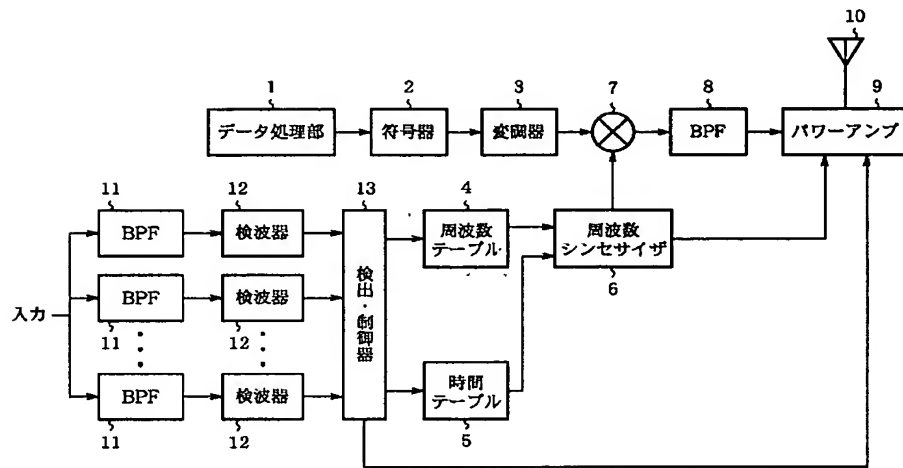 10
1
2
3
7
8
9
データ処理部
符号器
変調器
BPF
パワーアンプ
11
12
13
4
BPF
検波器
周波数
テーブル
周波数
シンセサイザ
6
入力
BPF
検波器
検出・制御器
11
12
BPF
検波器
時間
テーブル
11
12
5